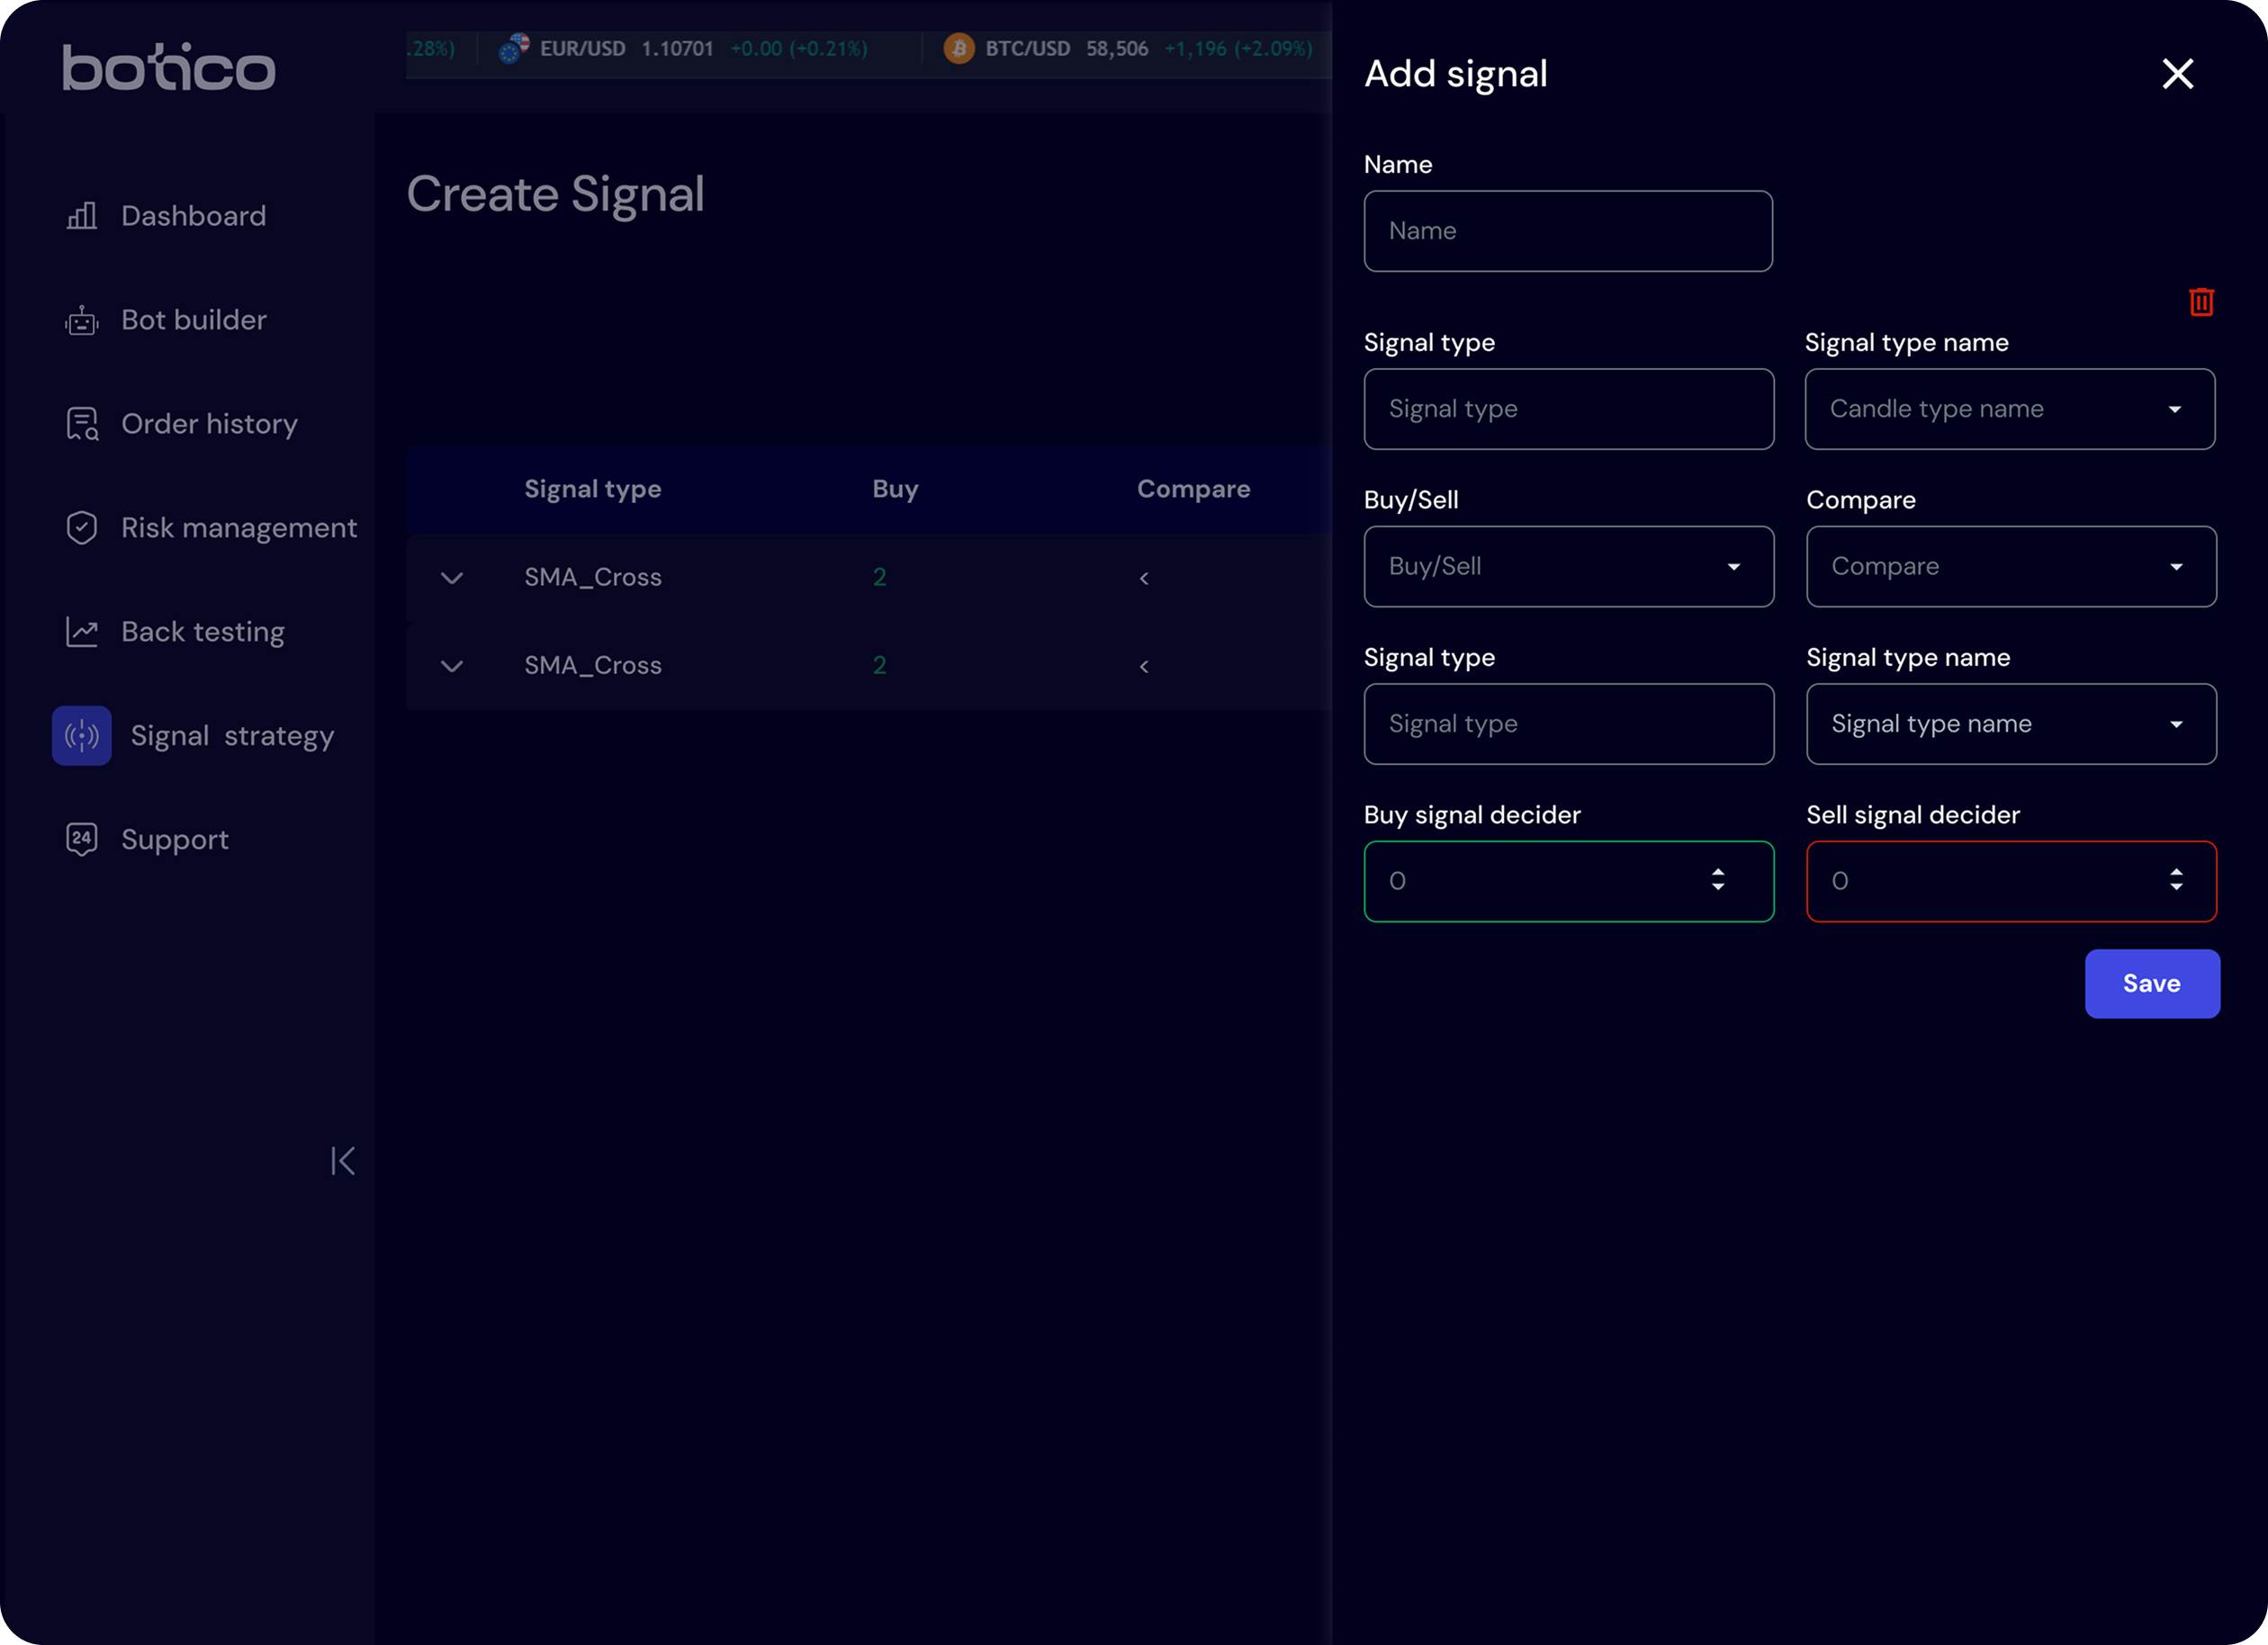 botico
.28%) EUR/USD 1.10701 +0.00 (+0.21%) BTC/USD 58,506 +1,196 (+2.09%)
Dashboard
Bot builder
Order history
Risk management
Back testing
Signal strategy
24 Support
Create Signal
Signal type Buy Compare
SMA_Cross 2 <
SMA_Cross 2 <
Add signal
Name
Name
Signal type Signal type name
Signal type Candle type name
Buy/Sell Compare
Buy/Sell Compare
Signal type Signal type name
Signal type Signal type name
Buy signal decider Sell signal decider
0 0
Save